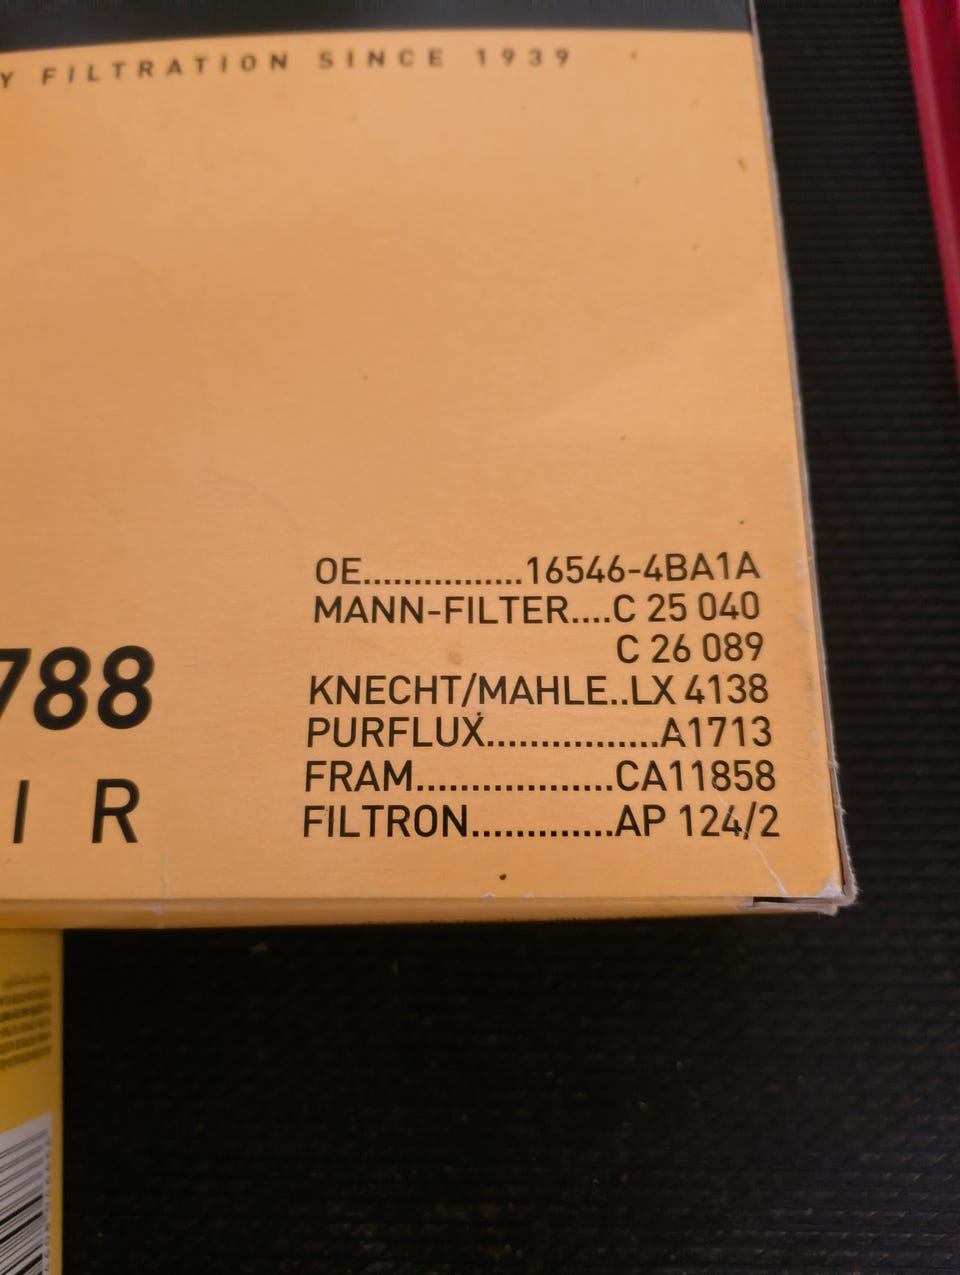 Y FILTRATION SINCE 1939
OE................16546-4BA1A
MANN-FILTER....C 25 040
C 26 089
788
KNECHT/MAHLE..LX 4138
PURFLUX.................A1713
FRAM....................CA11858
IR
FILTRON..............AP 124/2